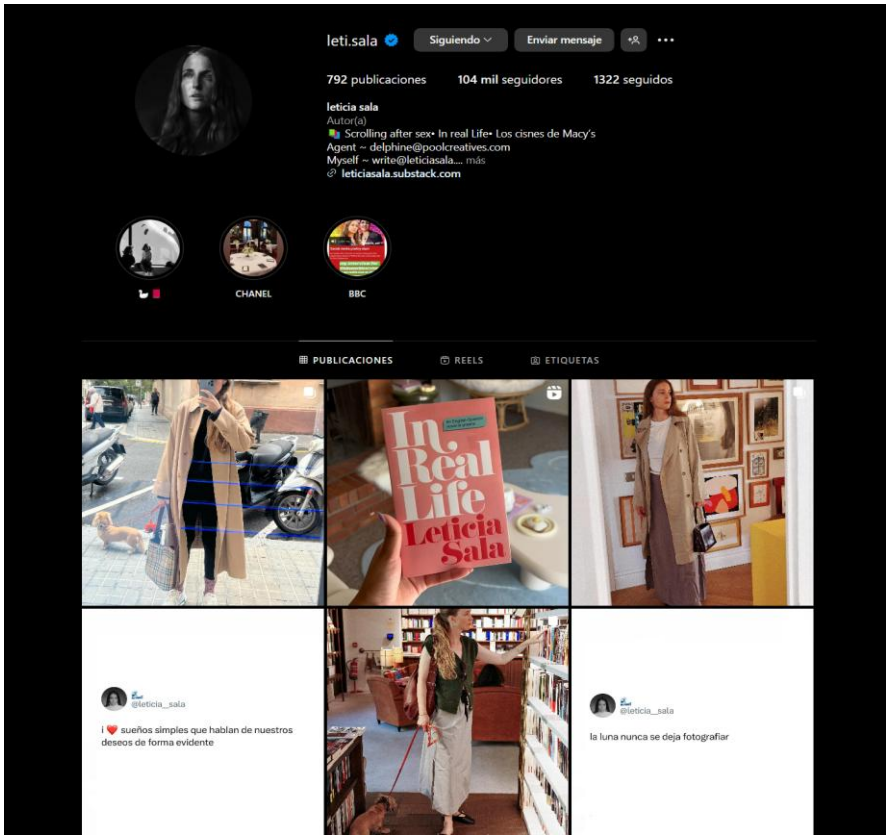 leti.sala
Siguiendo
Enviar mensaje
792 publicaciones 104 mil seguidores 1322 seguidos
leticia sala
Autor(a)
📚 Scrolling after sex• In real Life• Los cisnes de Macy's
Agent ~ delphine@poolcreatives.com
Myself ~ write@leticiasala.... más
leticiasala.substack.com
CHANEL
BBC
PUBLICACIONES
REELS
ETIQUETAS
In
Real
Life
Leticia
Sala
@leticia__sala
i ❤️ sueños simples que hablan de nuestros
deseos de forma evidente
@leticia__sala
la luna nunca se deja fotografiar